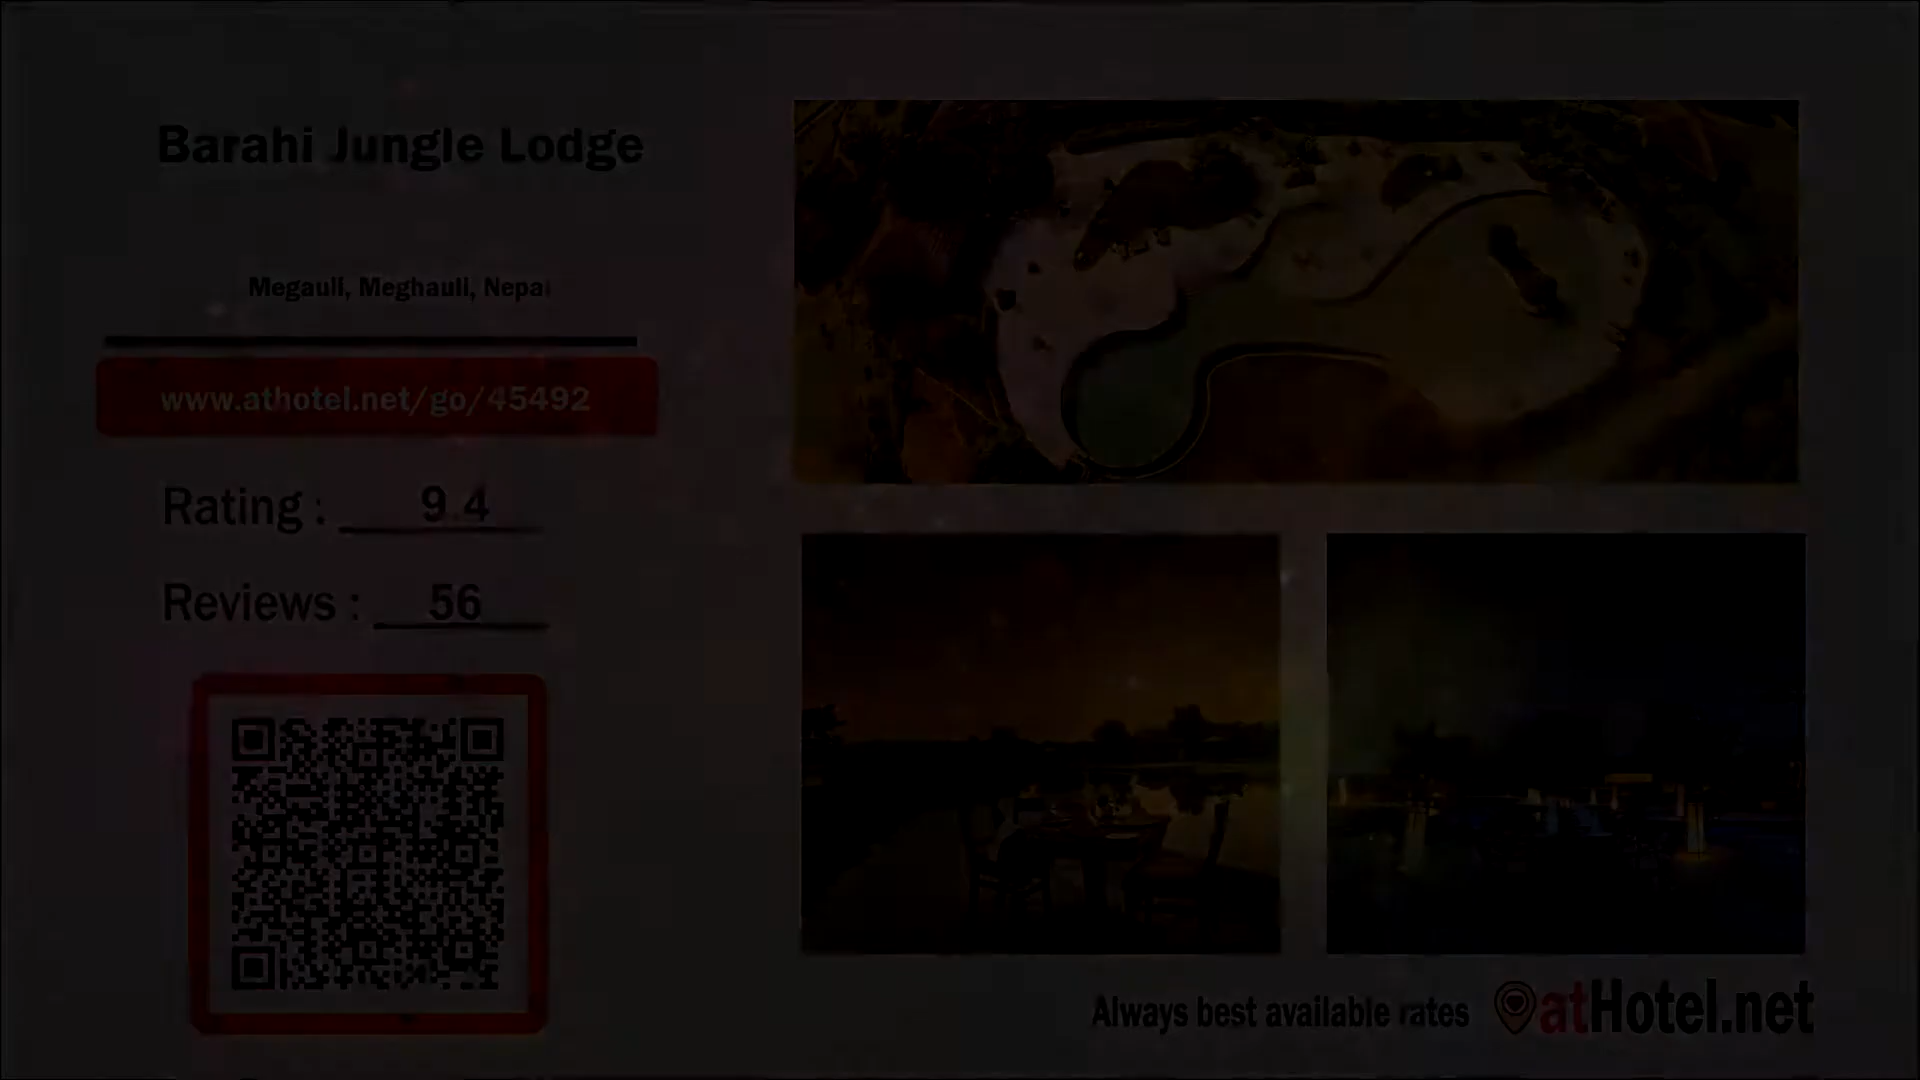 Barahi Jungle Lodge
Megauli, Meghauli, Nepal
www.athotel.net/go/45492
Rating : 9.4
Reviews : 56
Always best available rates atHotel.net